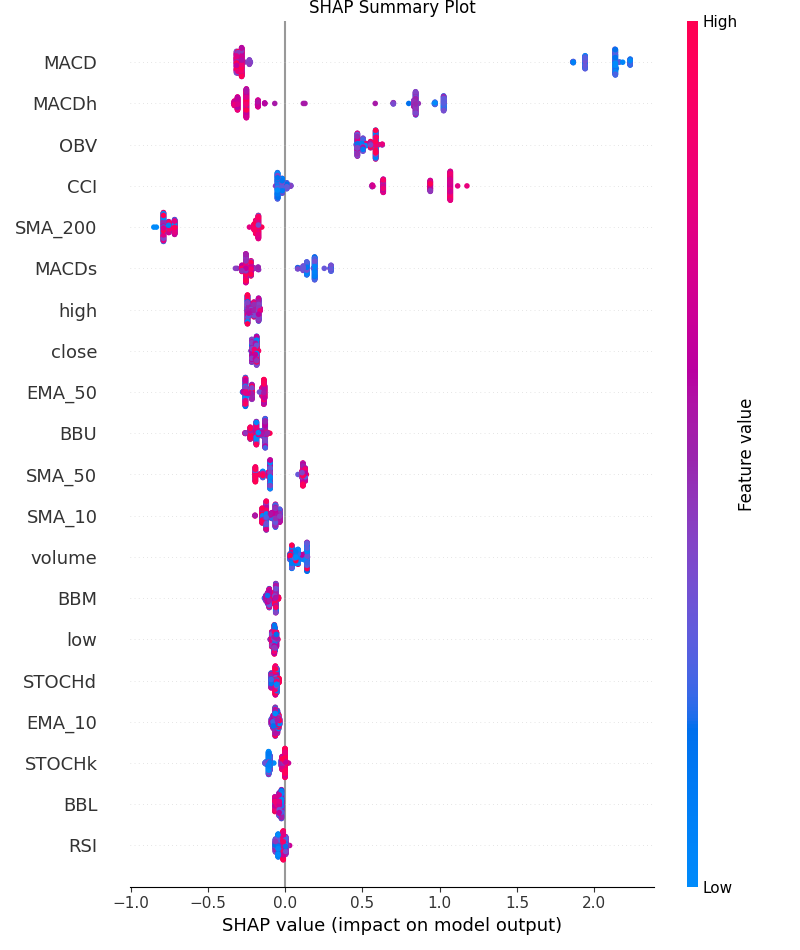 SHAP Summary Plot
High
MACD
MACDh
OBV
CCI
SMA_200
MACDs
high
close
EMA_50
BBU
SMA_50
SMA_10
volume
BBM
low
STOCHd
EMA_10
STOCHk
BBL
RSI
Feature value
Low
−1.0 −0.5 0.0 0.5 1.0 1.5 2.0
SHAP value (impact on model output)